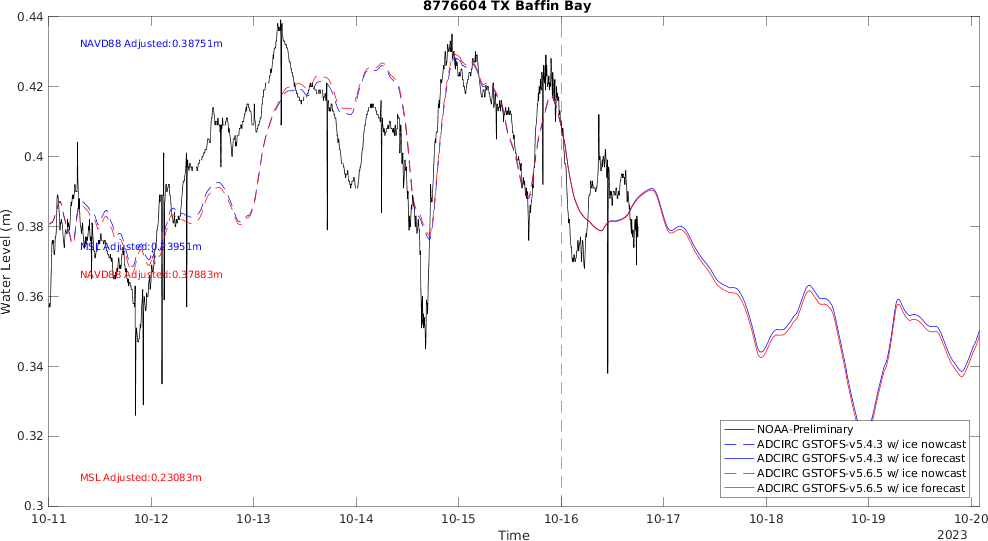 8776604 TX Baffin Bay
0.44
NAVD88 Adjusted:0.38751m
0.42
0.4
0.38
MSL Adjusted:0.23951m
NAVD88 Adjusted:0.37883m
0.36
0.34
0.32
0.3
MSL Adjusted:0.23083m
Water Level (m)
NOAA-Preliminary
ADCIRC GSTOFS-v5.4.3 w/ ice nowcast
ADCIRC GSTOFS-v5.4.3 w/ ice forecast
ADCIRC GSTOFS-v5.6.5 w/ ice nowcast
ADCIRC GSTOFS-v5.6.5 w/ ice forecast
10-11 10-12 10-13 10-14 10-15 10-16 10-17 10-18 10-19 10-20
Time
2023